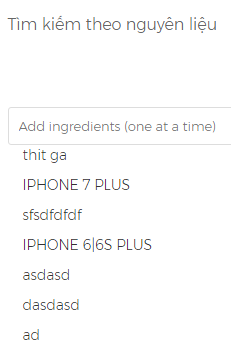 Tìm kiếm theo nguyên liệu
Add ingredients (one at a time)
thit ga
IPHONE 7 PLUS
sfsdfdfdf
IPHONE 6|6S PLUS
asdasd
dasdasd
ad